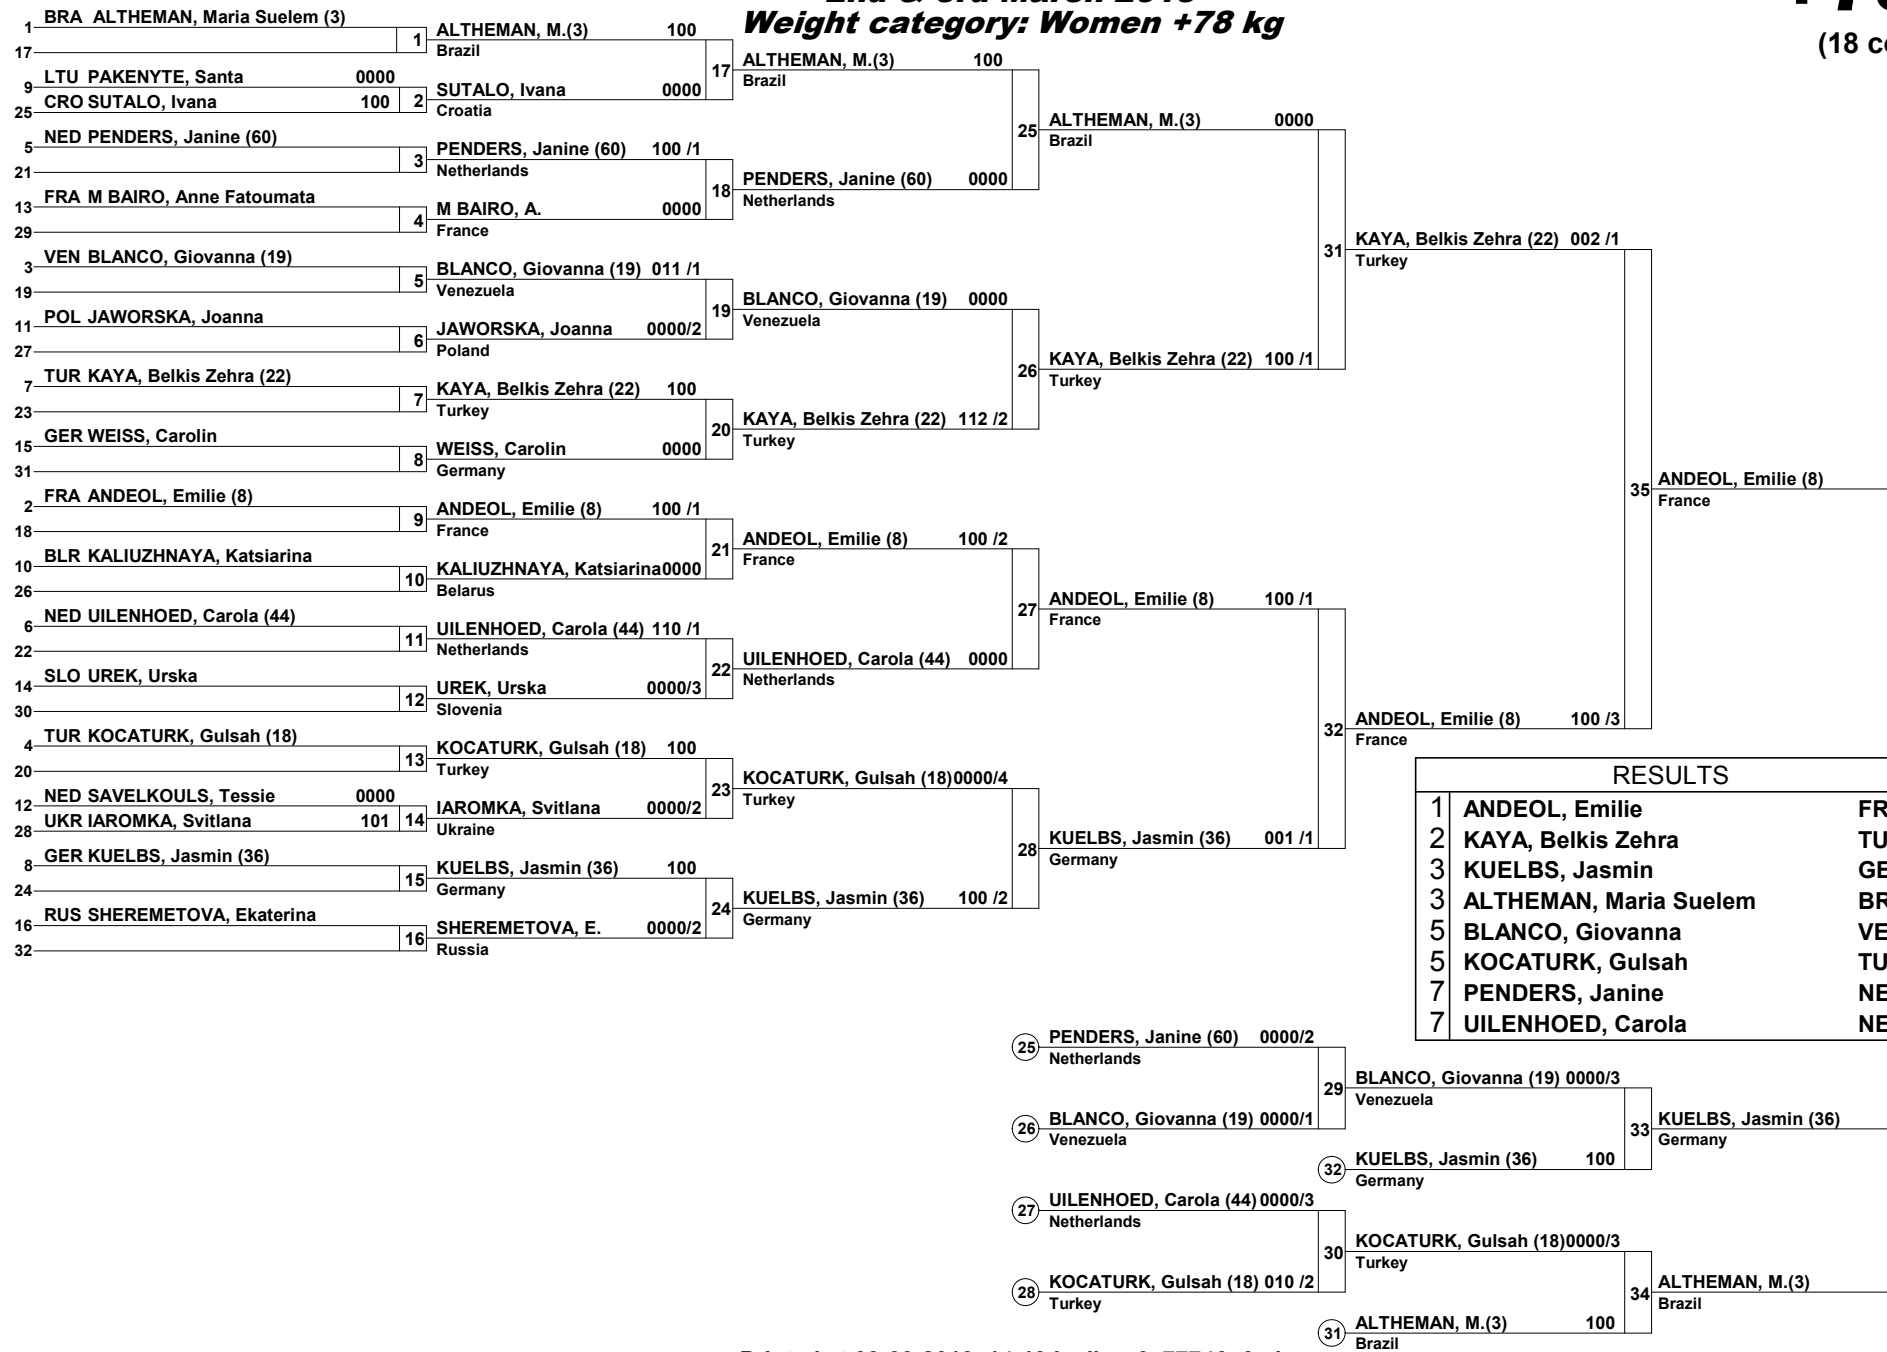 Weight category: Women +78 kg
(18
1 BRA ALTHEMAN, Maria Suelem (3)
17
1
9 LTU PAKENYTE, Santa 0000
25 CRO SUTALO, Ivana 100
2
5 NED PENDERS, Janine (60)
21
3
13 FRA M BAIRO, Anne Fatoumata
29
4
3 VEN BLANCO, Giovanna (19)
19
5
11 POL JAWORSKA, Joanna
27
6
7 TUR KAYA, Belkis Zehra (22)
23
7
15 GER WEISS, Carolin
31
8
2 FRA ANDEOL, Emilie (8)
18
9
10 BLR KALIUZHNAYA, Katsiarina
26
10
6 NED UILENHOED, Carola (44)
22
11
14 SLO UREK, Urska
30
12
4 TUR KOCATURK, Gulsah (18)
20
13
12 NED SAVELKOULS, Tessie 0000
28 UKR IAROMKA, Svitlana 101
14
8 GER KUELBS, Jasmin (36)
24
15
16 RUS SHEREMETOVA, Ekaterina
32
16
ALTHEMAN, M.(3) 100
Brazil
17
SUTALO, Ivana 0000
Croatia
PENDERS, Janine (60) 100 /1
Netherlands
18
M BAIRO, A. 0000
France
BLANCO, Giovanna (19) 011 /1
Venezuela
19
JAWORSKA, Joanna 0000/2
Poland
KAYA, Belkis Zehra (22) 100
Turkey
20
WEISS, Carolin 0000
Germany
ANDEOL, Emilie (8) 100 /1
France
21
KALIUZHNAYA, Katsiarina0000
Belarus
UILENHOED, Carola (44) 110 /1
Netherlands
22
UREK, Urska 0000/3
Slovenia
KOCATURK, Gulsah (18) 100
Turkey
23
IAROMKA, Svitlana 0000/2
Ukraine
KUELBS, Jasmin (36) 100
Germany
24
SHEREMETOVA, E. 0000/2
Russia
ALTHEMAN, M.(3) 100
Brazil
25
PENDERS, Janine (60) 0000
Netherlands
BLANCO, Giovanna (19) 0000
Venezuela
26
KAYA, Belkis Zehra (22) 112 /2
Turkey
ANDEOL, Emilie (8) 100 /2
France
27
UILENHOED, Carola (44) 0000
Netherlands
KOCATURK, Gulsah (18)0000/4
Turkey
28
KUELBS, Jasmin (36) 100 /2
Germany
ALTHEMAN, M.(3) 0000
Brazil
31
KAYA, Belkis Zehra (22) 100 /1
Turkey
ANDEOL, Emilie (8) 100 /1
France
32
KUELBS, Jasmin (36) 001 /1
Germany
KAYA, Belkis Zehra (22) 002 /1
Turkey
35
ANDEOL, Emilie (8) 100 /3
France
ANDEOL, Emilie (8)
France
RESULTS
1 ANDEOL, Emilie FR
2 KAYA, Belkis Zehra TU
3 KUELBS, Jasmin GE
3 ALTHEMAN, Maria Suelem BR
5 BLANCO, Giovanna VE
5 KOCATURK, Gulsah TU
7 PENDERS, Janine NE
7 UILENHOED, Carola NE
25 PENDERS, Janine (60) 0000/2
Netherlands
29
26 BLANCO, Giovanna (19) 0000/1
Venezuela
BLANCO, Giovanna (19) 0000/3
Venezuela
33
32 KUELBS, Jasmin (36) 100
Germany
KUELBS, Jasmin (36)
Germany
27 UILENHOED, Carola (44) 0000/3
Netherlands
30
28 KOCATURK, Gulsah (18) 010 /2
Turkey
KOCATURK, Gulsah (18)0000/3
Turkey
34
31 ALTHEMAN, M.(3) 100
Brazil
ALTHEMAN, M.(3)
Brazil